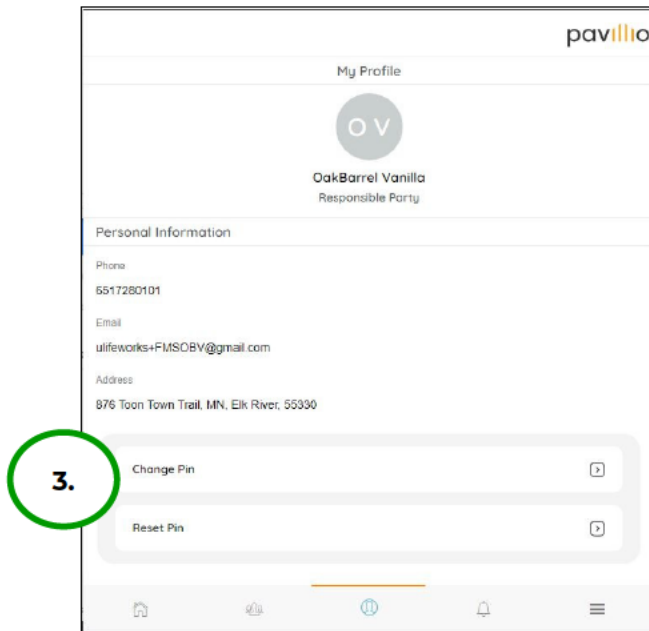 pavillio
My Profile
OV
OakBarrel Vanilla
Responsible Party
Personal Information
Phone
6517280101
Email
ulifeworks+FMSOBV@gmail.com
Address
876 Toon Town Trail, MN, Elk River, 55330
3.
Change Pin
Reset Pin